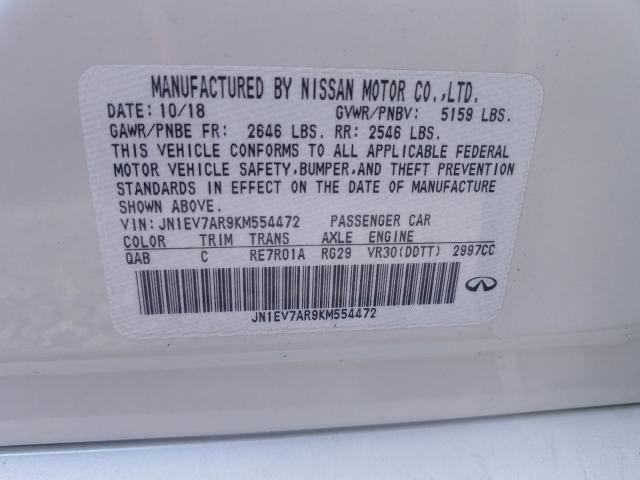 MANUFACTURED BY NISSAN MOTOR CO.,LTD.
DATE: 10/18 GVWR/PNBV: 5159 LBS.
GAWR/PNBE FR: 2646 LBS. RR: 2546 LBS.
THIS VEHICLE CONFORMS TO ALL APPLICABLE FEDERAL
MOTOR VEHICLE SAFETY,BUMPER,AND THEFT PREVENTION
STANDARDS IN EFFECT ON THE DATE OF MANUFACTURE
SHOWN ABOVE.
VIN: JN1EV7AR9KM554472 PASSENGER CAR
COLOR TRIM TRANS AXLE ENGINE
QAB C RE7R01A RG29 VR30(DDTT) 2997CC
JN1EV7AR9KM554472